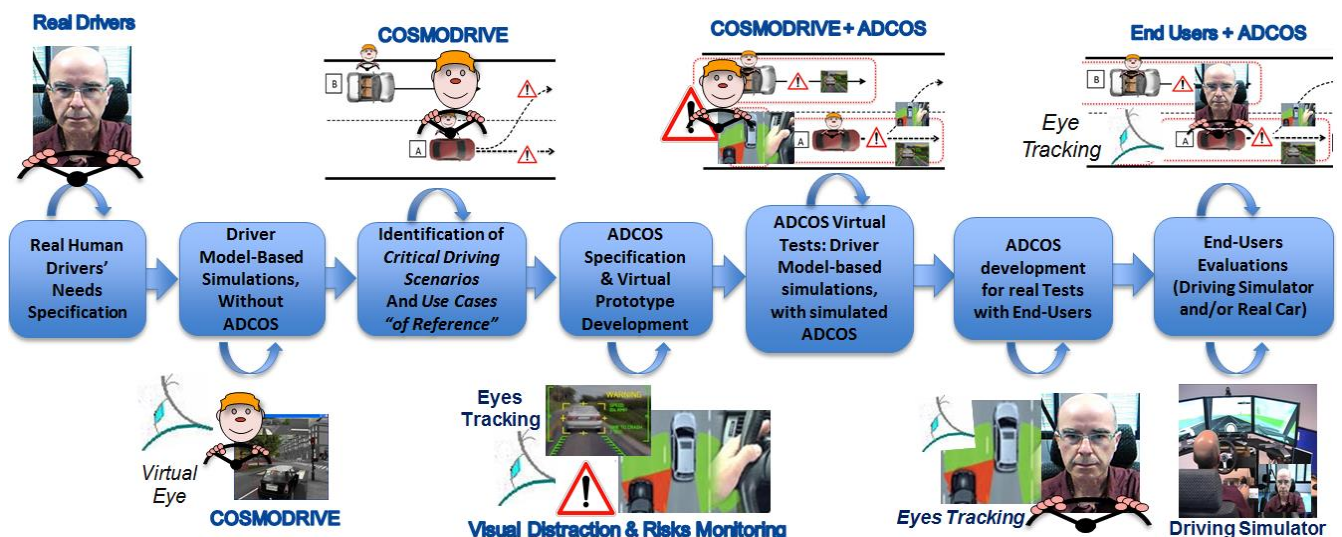 Real Drivers
COSMODRIVE
COSMODRIVE + ADCOS
End Users + ADCOS
B
A
A
B
A
Eye
Tracking
Real Human
Drivers'
Needs
Specification
Driver
Model-Based
Simulations,
Without
ADCOS
Identification of
Critical Driving
Scenarios
And Use Cases
"of Reference"
ADCOS
Specification
& Virtual
Prototype
Development
ADCOS Virtual
Tests: Driver
Model-based
simulations,
with simulated
ADCOS
ADCOS
development
for real Tests
with End-Users
End-Users
Evaluations
(Driving Simulator
and/or Real Car)
Virtual
Eye
COSMODRIVE
Eyes
Tracking
WARNING
Visual Distraction & Risks Monitoring
Eyes Tracking
Driving Simulator